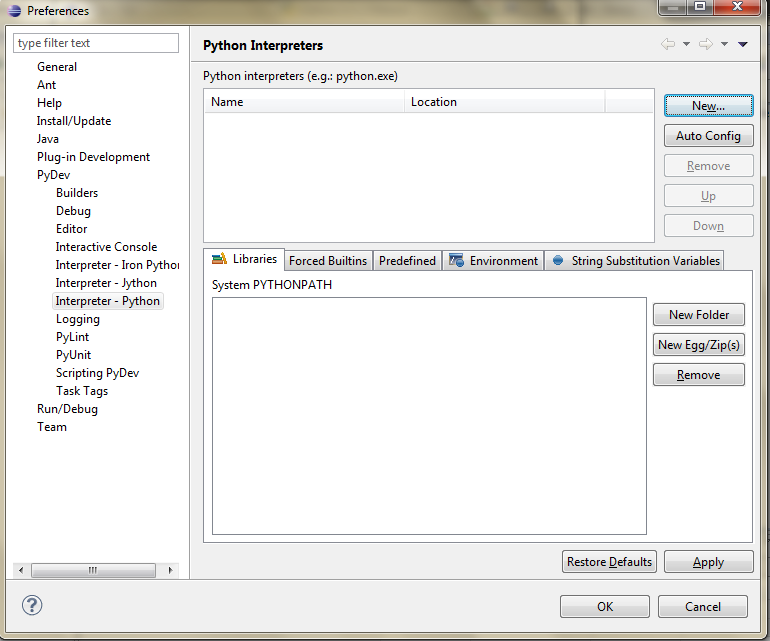 Preferences
type filter text
General
Ant
Help
Install/Update
Java
Plug-in Development
PyDev
Builders
Debug
Editor
Interactive Console
Interpreter - Iron Python
Interpreter - Jython
Interpreter - Python
Logging
PyLint
PyUnit
Scripting PyDev
Task Tags
Run/Debug
Team
Python Interpreters
Python interpreters (e.g.: python.exe)
Name Location
New...
Auto Config
Remove
Up
Down
Libraries Forced Builtins Predefined Environment String Substitution Variables
System PYTHONPATH
New Folder
New Egg/Zip(s)
Remove
Restore Defaults Apply
? OK Cancel